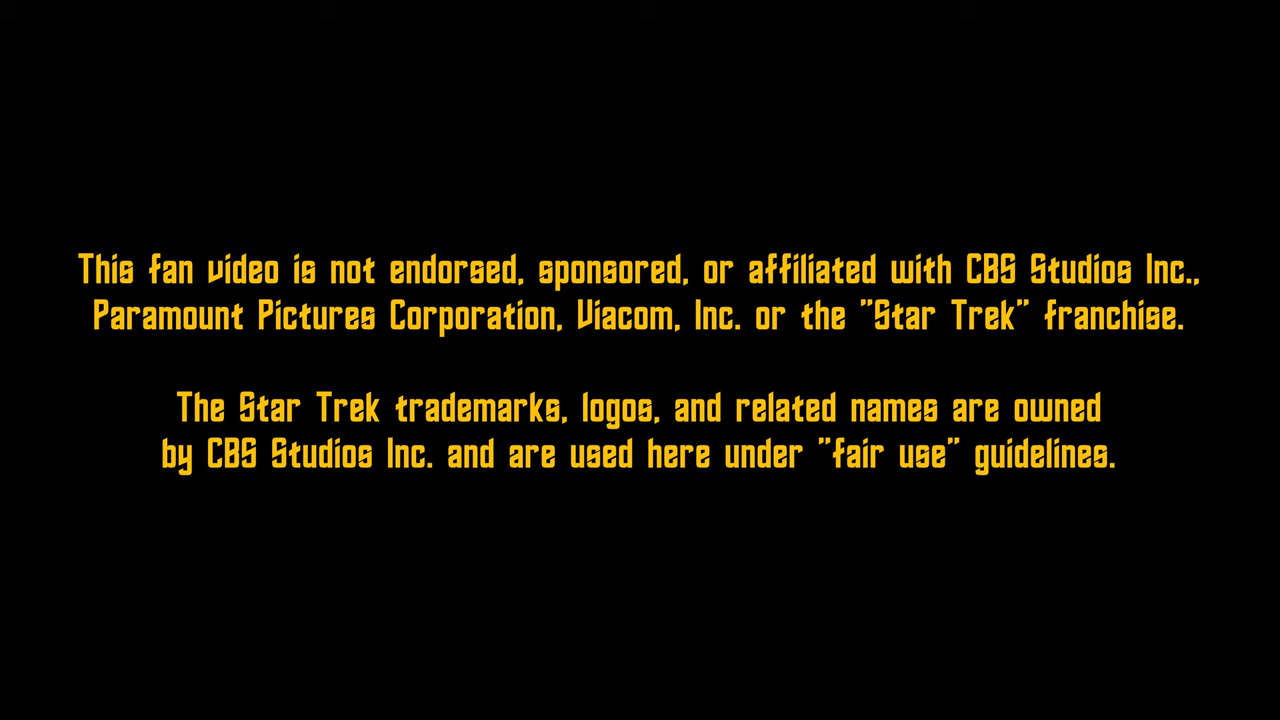 This fan video is not endorsed, sponsored, or affiliated with CBS Studios Inc.,
Paramount Pictures Corporation, Viacom, Inc. or the "Star Trek" franchise.
The Star Trek trademarks, logos, and related names are owned
by CBS Studios Inc. and are used here under "fair use" guidelines.